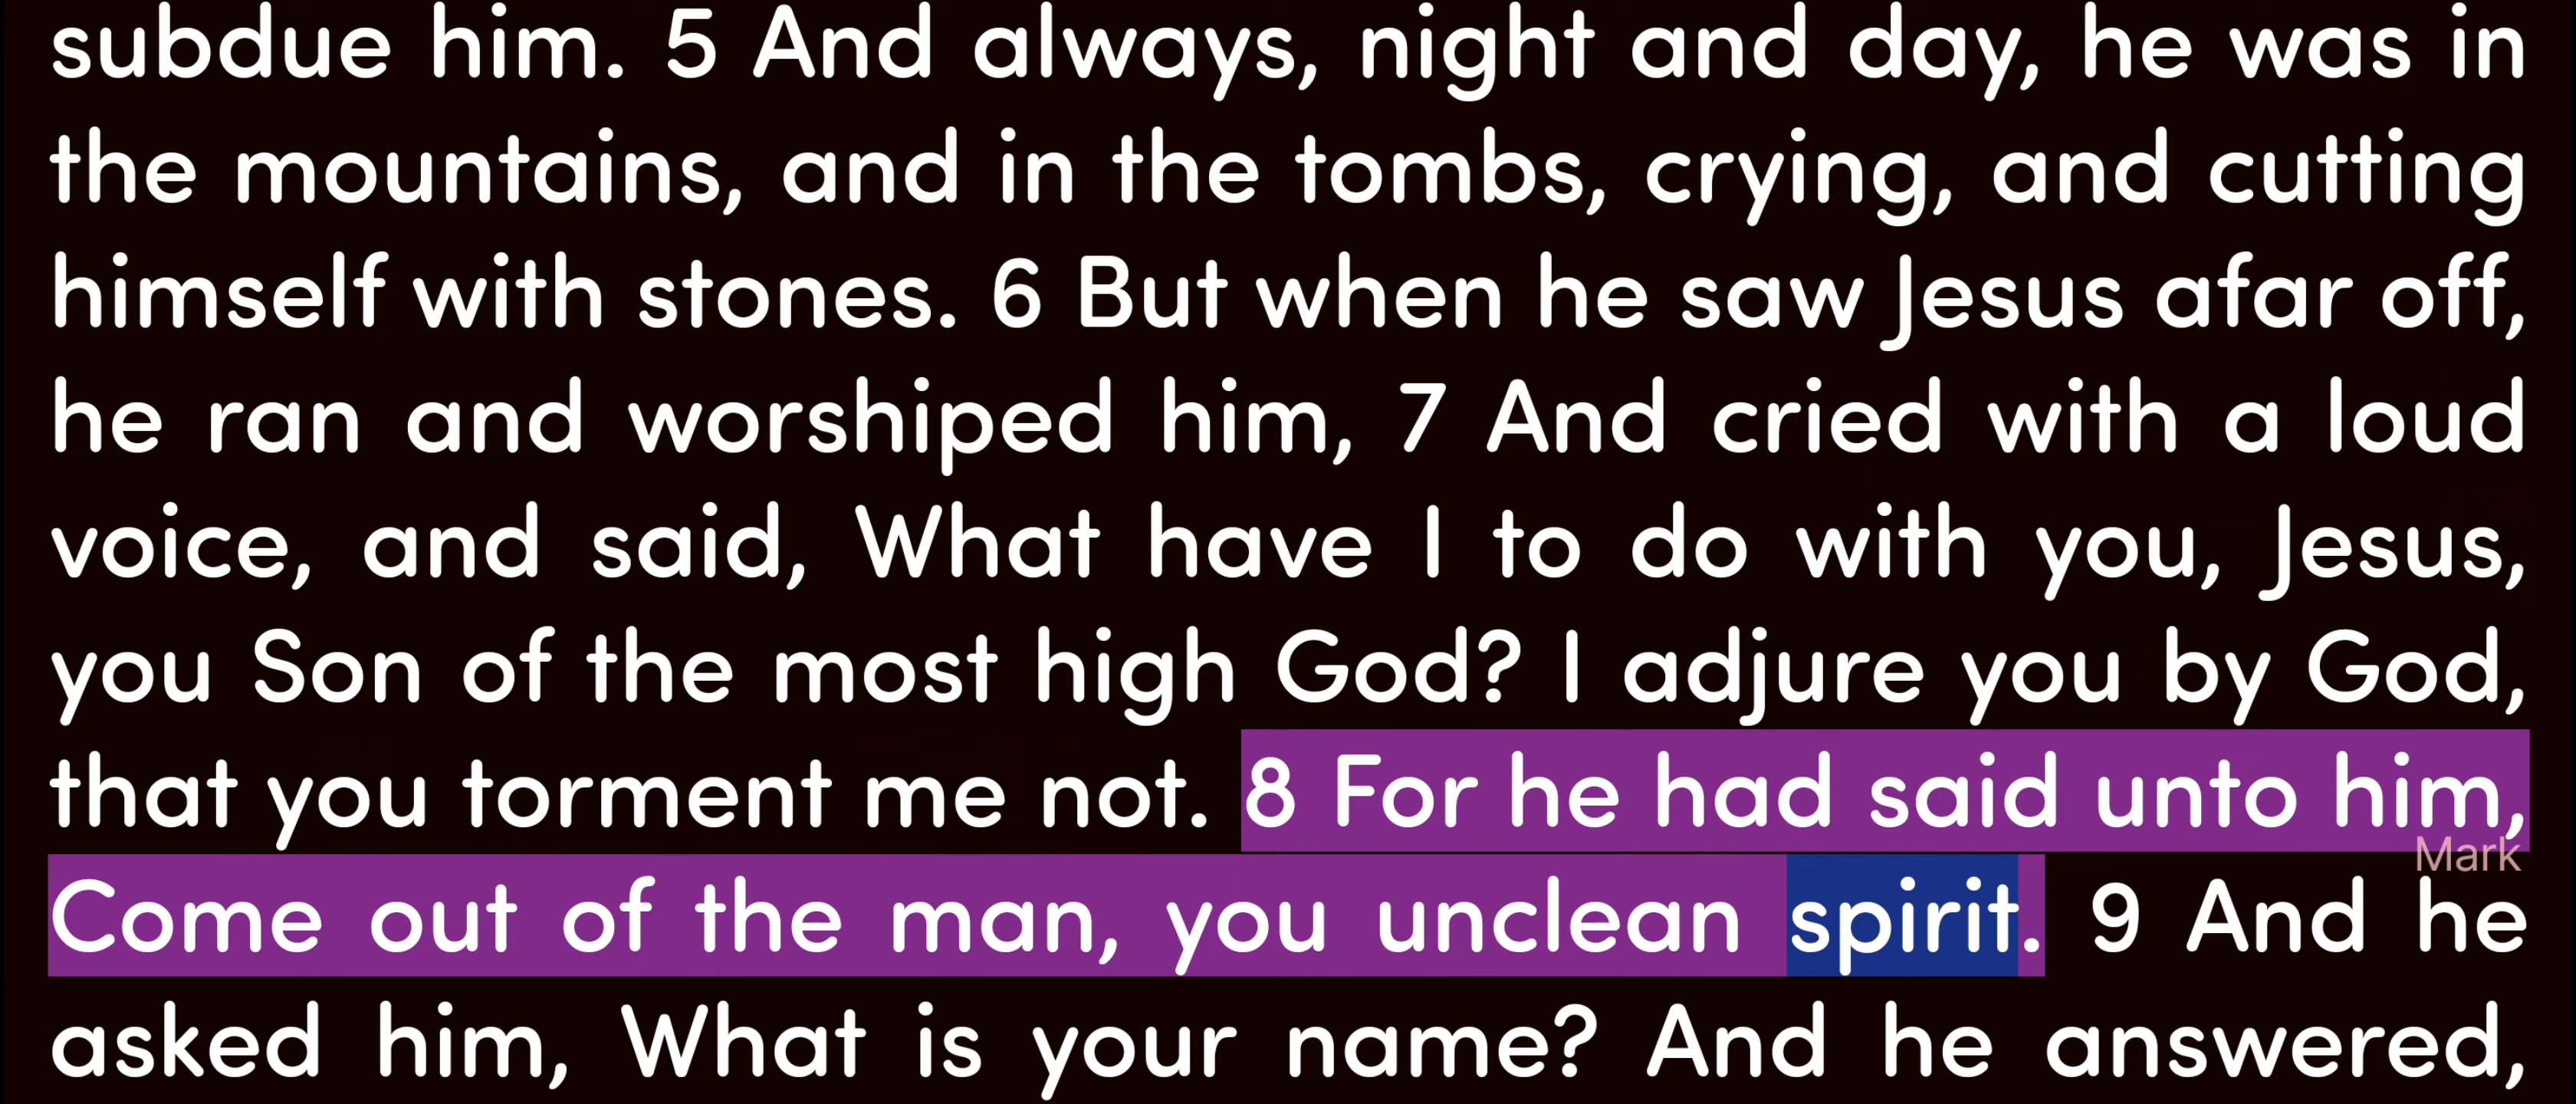 subdue him. 5 And always, night and day, he was in
the mountains, and in the tombs, crying, and cutting
himself with stones. 6 But when he saw Jesus afar off,
he ran and worshiped him, 7 And cried with a loud
voice, and said, What have I to do with you, Jesus,
you Son of the most high God? I adjure you by God,
that you torment me not. 8 For he had said unto him,
Mark
Come out of the man, you unclean spirit. 9 And he
asked him, What is your name? And he answered,